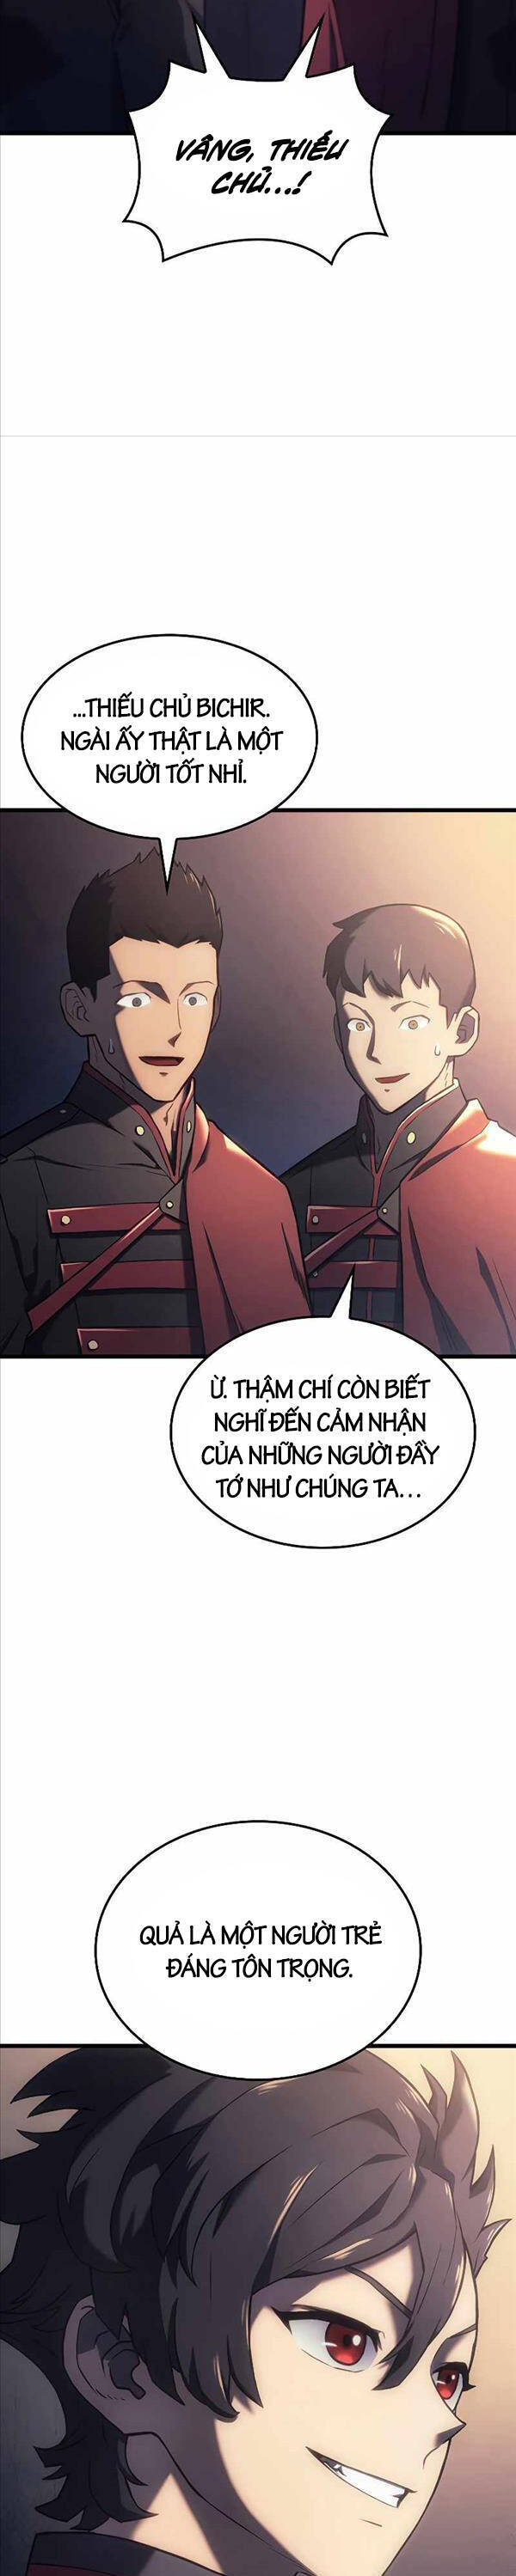 VÂNG, THIẾU
CHỦ...!
...THIẾU CHỦ BICHIR.
NGÀI ẤY THẬT LÀ MỘT
NGƯỜI TỐT NHỈ.
Ừ. THẬM CHÍ CÒN BIẾT
NGHĨ ĐẾN CẢM NHẬN
CỦA NHỮNG NGƯỜI ĐẦY
TỚ NHƯ CHÚNG TA...
QUẢ LÀ MỘT NGƯỜI TRẺ
ĐÁNG TÔN TRỌNG.